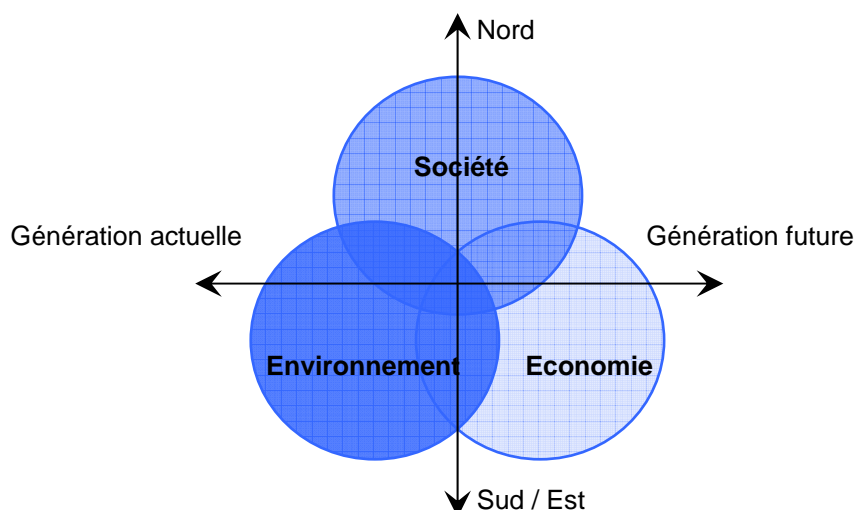 Nord
Société
Génération actuelle
Génération future
Environnement
Economie
Sud / Est